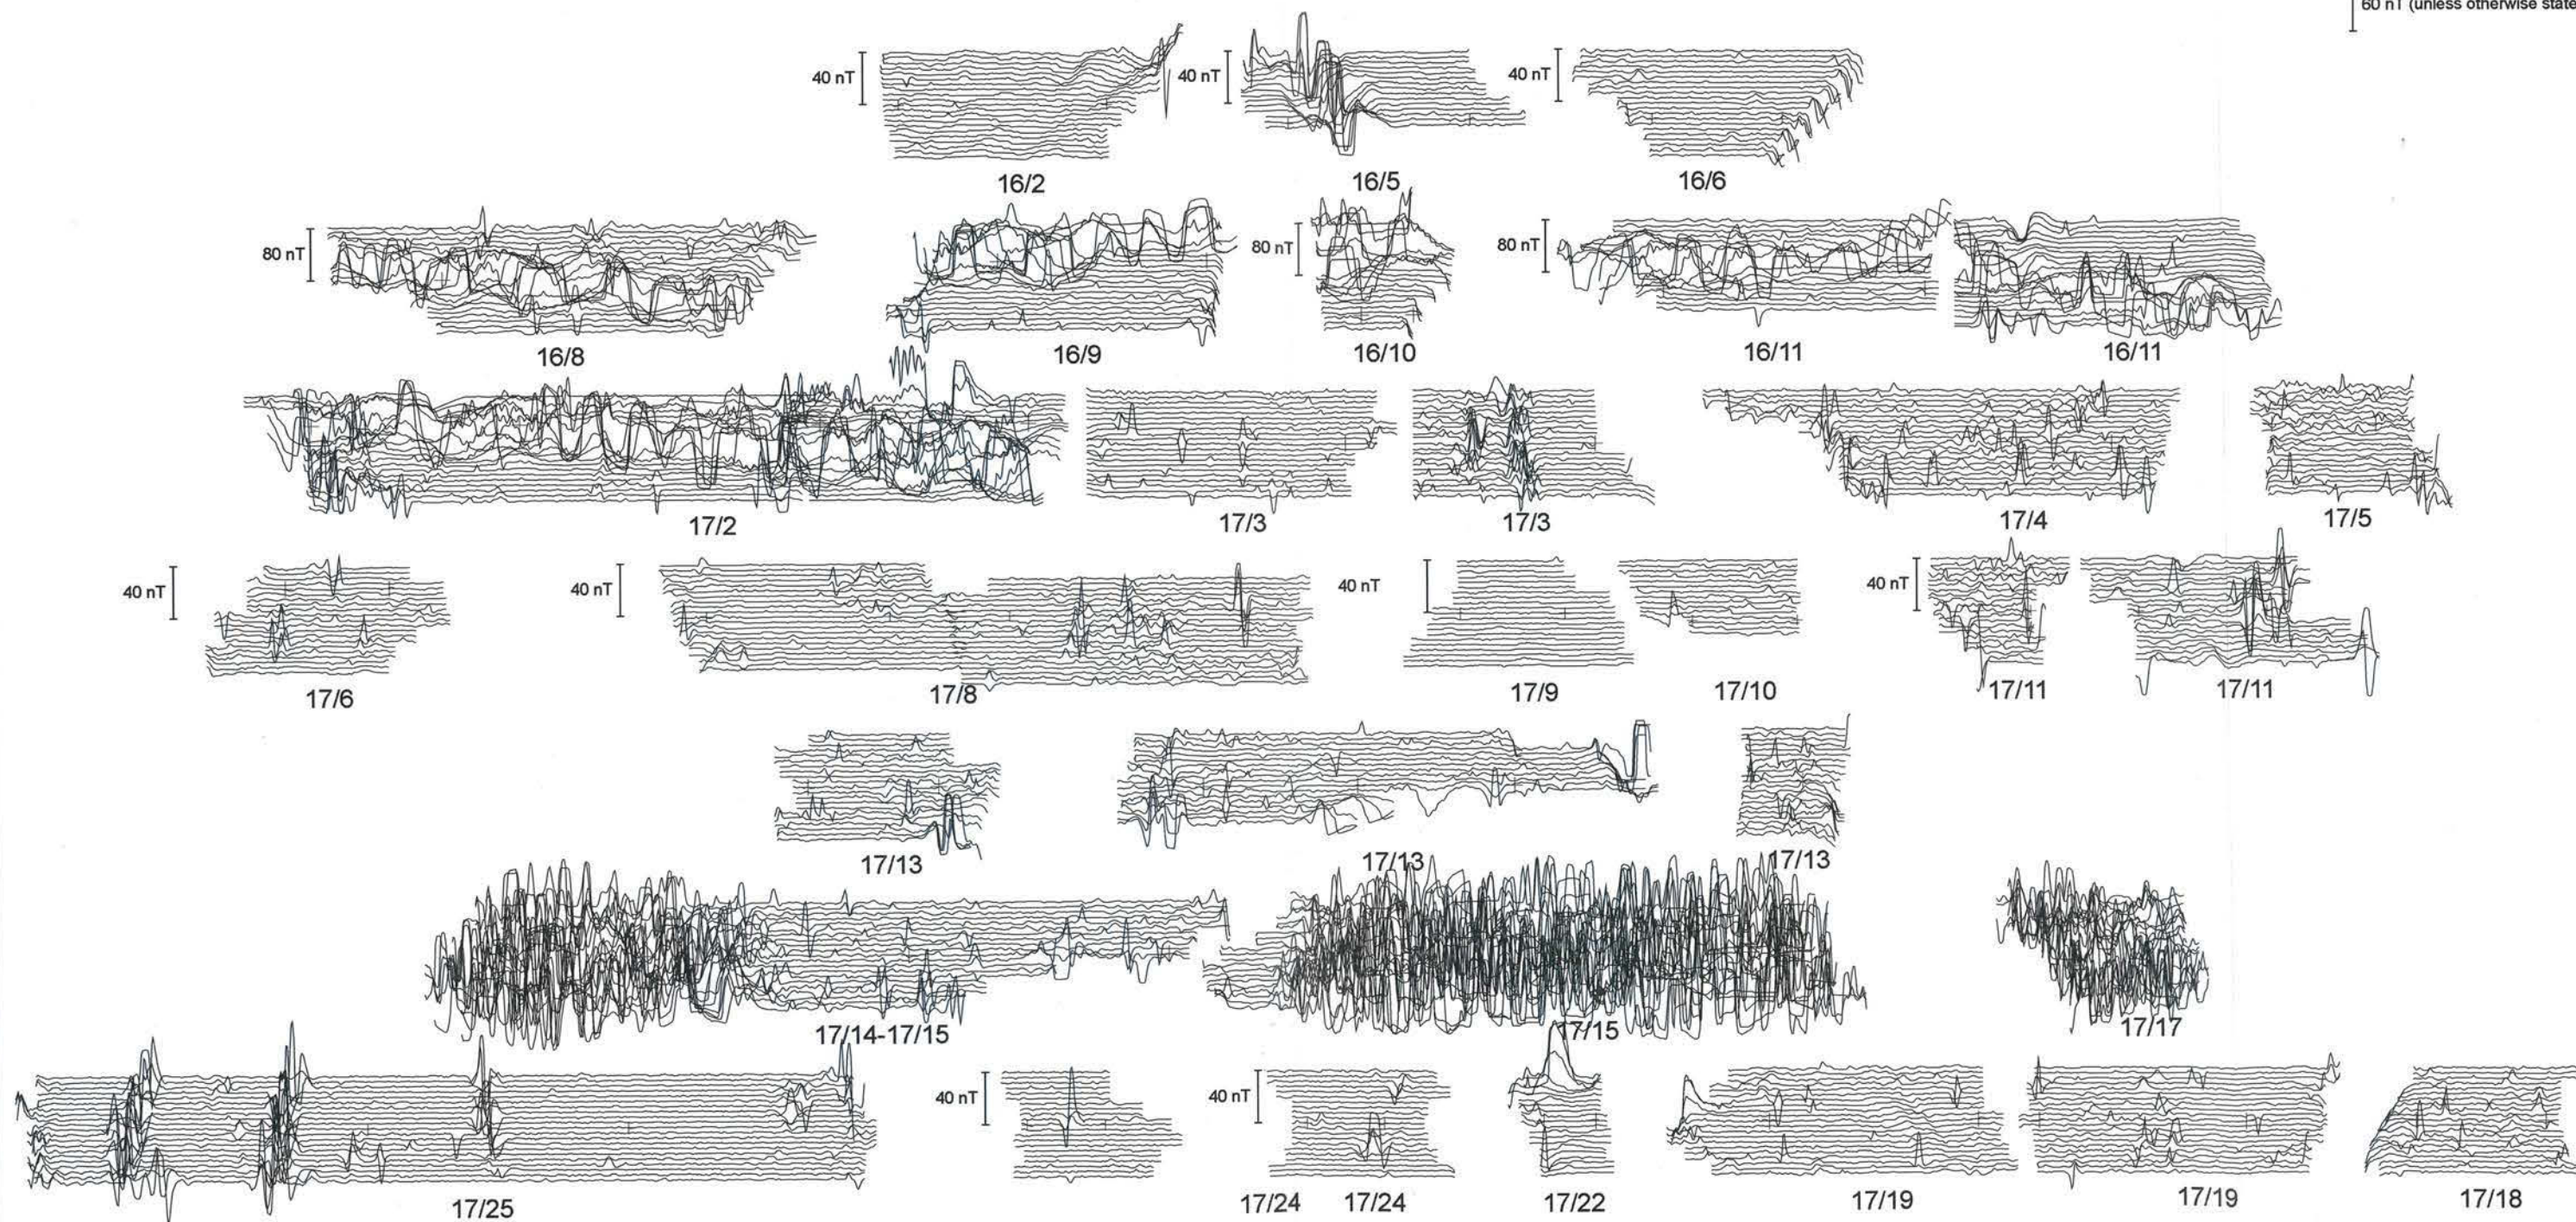 60 nT (unless otherwise state
40 nT 40 nT 40 nT
16/2 16/5 16/6
80 nT 80 nT 80 nT
16/8 16/9 16/10 16/11 16/11
17/2 17/3 17/3 17/4 17/5
40 nT 40 nT 40 nT 40 nT
17/6 17/8 17/9 17/10 17/11 17/11
17/13 17/13 17/13
17/14-17/15 17/15 17/17
40 nT 40 nT
17/25 17/24 17/24 17/22 17/19 17/19 17/18